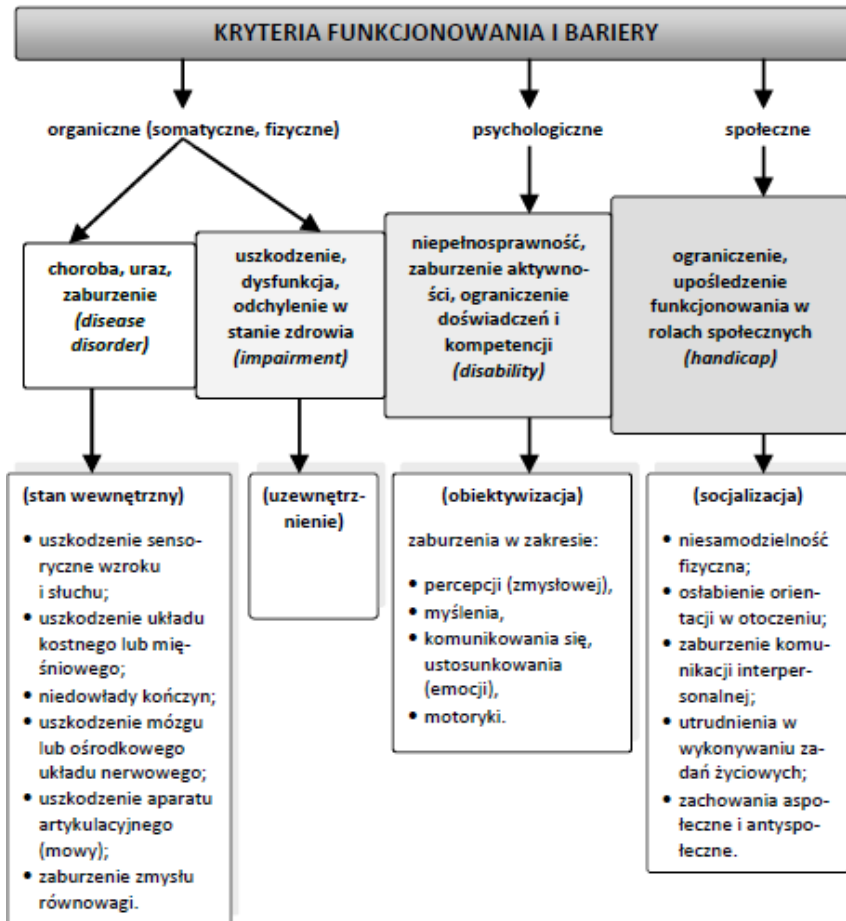 KRYTERIA FUNKCJONOWANIA I BARIERY
organiczne (somatyczne, fizyczne)
psychologiczne
społeczne
choroba, uraz,
zaburzenie
(disease
disorder)
uszkodzenie,
dysfunkcja,
odchylenie w
stanie zdrowia
(impairment)
niepełnosprawność,
zaburzenie aktywno-
ści, ograniczenie
doświadczeń i
kompetencji
(disability)
ograniczenie,
upośledzenie
funkcjonowania w
rolach społecznych
(handicap)
(stan wewnętrzny)
• uszkodzenie senso-
ryczne wzroku
i słuchu;
• uszkodzenie układu
kostnego lub mię-
śniowego;
• niedowłady kończyn;
• uszkodzenie mózgu
lub ośrodkowego
układu nerwowego;
• uszkodzenie aparatu
artykulacyjnego
(mowy);
• zaburzenie zmysłu
równowagi.
(uzewnętrz-
nienie)
(obiektywizacja)
zaburzenia w zakresie:
• percepcji (zmysłowej),
• myślenia,
• komunikowania się,
ustosunkowania
(emocji),
• motoryki.
(socjalizacja)
• niesamodzielność
fizyczna;
• osłabienie orien-
tacji w otoczeniu;
• zaburzenie komu-
nikacji interper-
sonalnej;
• utrudnienia w
wykonywaniu za-
dań życiowych;
• zachowania aspo-
łeczne i antyspo-
łeczne.